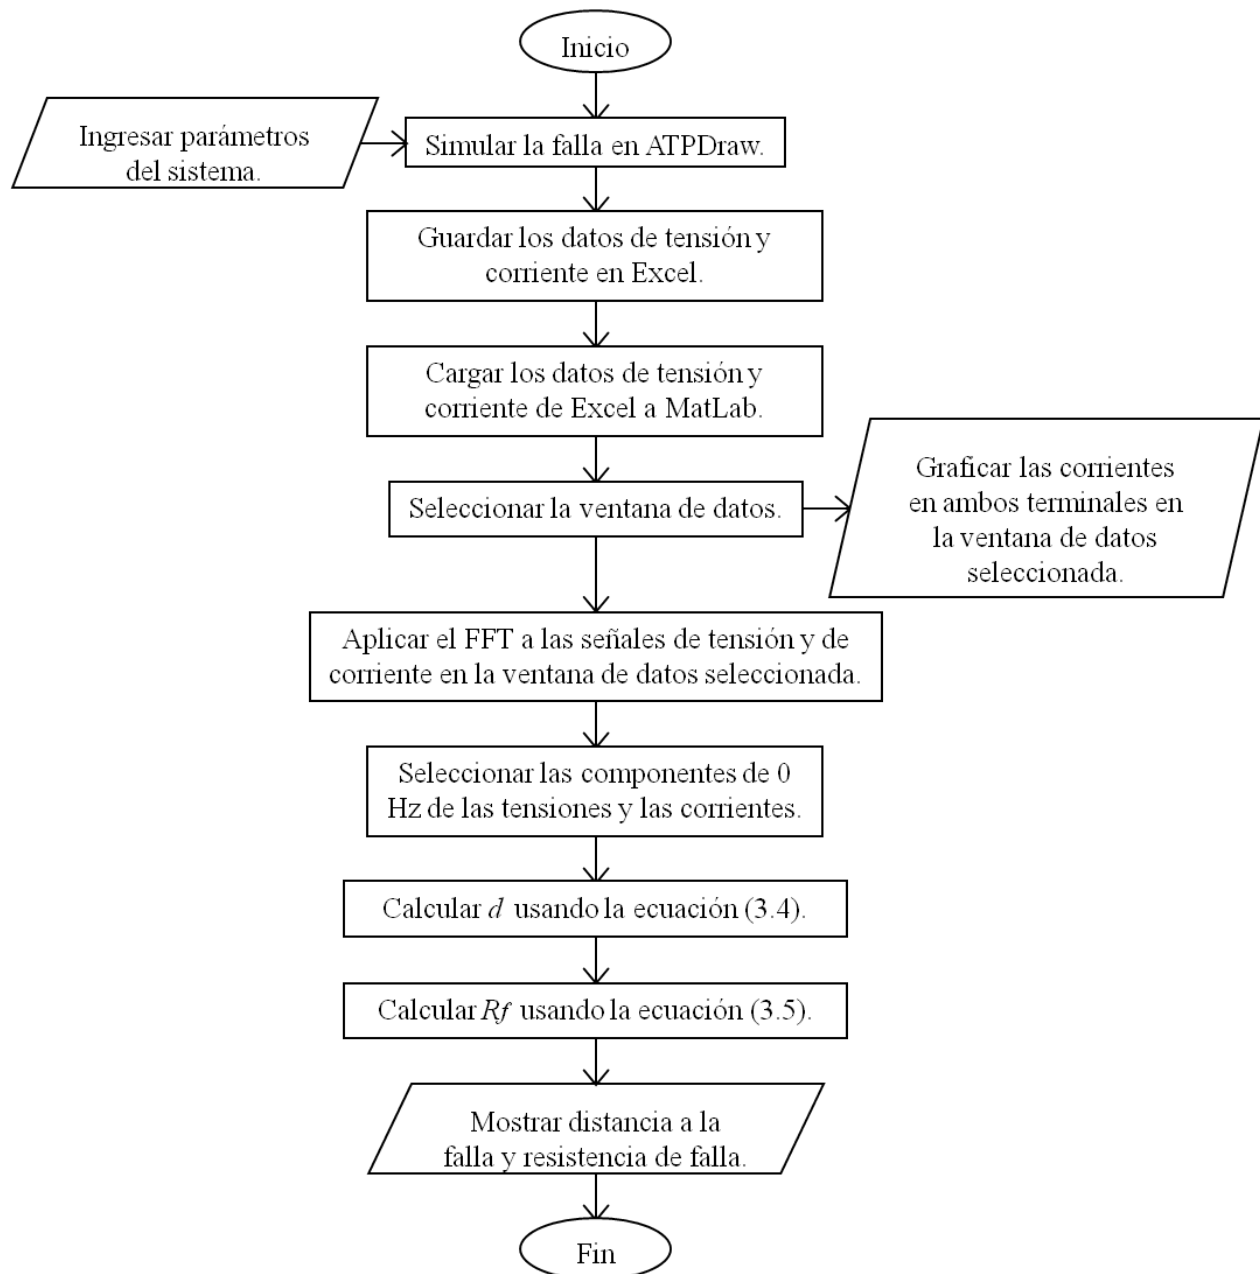 Inicio
Ingresar parámetros
del sistema.
Simular la falla en ATPDraw.
Guardar los datos de tensión y
corriente en Excel.
Cargar los datos de tensión y
corriente de Excel a MatLab.
Seleccionar la ventana de datos.
Graficar las corrientes
en ambos terminales en
la ventana de datos
seleccionada.
Aplicar el FFT a las señales de tensión y de
corriente en la ventana de datos seleccionada.
Seleccionar las componentes de 0
Hz de las tensiones y las corrientes.
Calcular d usando la ecuación (3.4).
Calcular Rf usando la ecuación (3.5).
Mostrar distancia a la
falla y resistencia de falla.
Fin